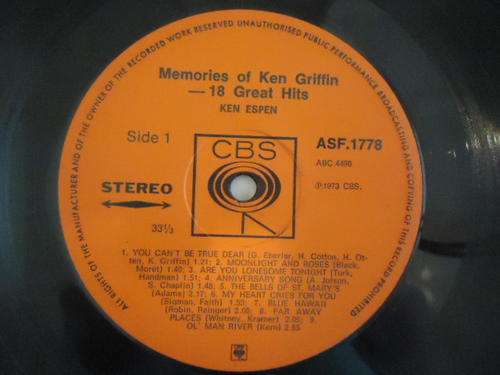 ALL RIGHTS OF THE MANUFACTURER AND OF THE OWNER OF THE RECORDED WORK RESERVED UNAUTHORISED PUBLIC PERFORMANCE BROADCASTING AND COPYING OF THIS RECORD PROHIBITED
Memories of Ken Griffin
— 18 Great Hits
KEN ESPEN
Side 1
CBS
ASF.1778
ABC 4496
STEREO
℗1973 CBS.
33⅓
1. YOU CAN'T BE TRUE DEAR (G. Eberler, H. Cotton, H. Ot-
ten, K. Griffin) 1.21; 2. MOONLIGHT AND ROSES (Black,
Moret) 1.40; 3. ARE YOU LONESOME TONIGHT (Turk,
Handman) 1.51; 4. ANNIVERSARY SONG (A. Jolson,
S. Chaplin) 1.48; 5. THE BELLS OF ST. MARY'S
(Adams) 2.17; 6. MY HEART CRIES FOR YOU
(Sigman, Faith) 1.50; 7. BLUE HAWAII
(Robin, Rainger) 2.00; 8. FAR AWAY
PLACES (Whitney, Kramer) 2.05; 9.
OL' MAN RIVER (Kern) 2.55